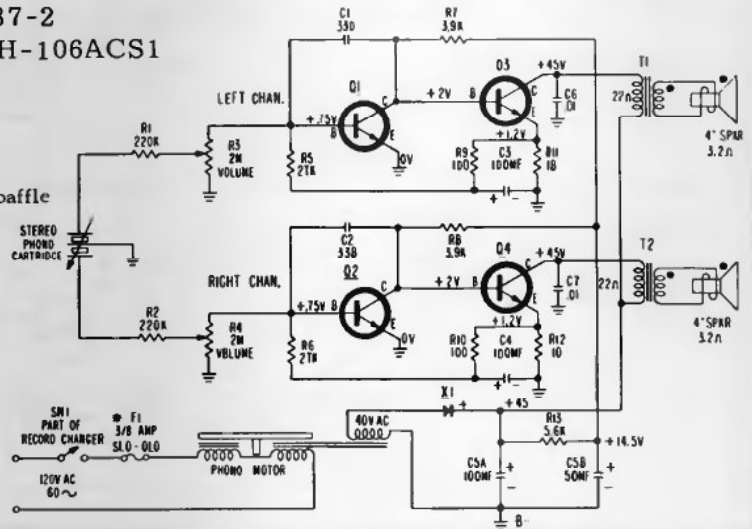 37-2
H-106ACS1
baffle
C1
330
R7
3.9K
LEFT CHAN.
Q1
Q3
+45V
T1
+2V
B
C
E
+.75V
B
C
E
0V
C6
.01
22Ω
R1
220K
R3
2M
VOLUME
R5
27K
+1.2V
R9
100
C3
100MF
R11
18
+
-
4" SPKR
3.2Ω
STEREO
PHONO
CARTRIDGE
C2
330
R8
3.9K
RIGHT CHAN.
Q2
Q4
+45V
T2
+2V
B
C
E
+.75V
B
C
E
0V
C7
.01
22Ω
R2
220K
R4
2M
VOLUME
R6
27K
+1.2V
R10
100
C4
100MF
R12
10
+
-
4" SPKR
3.2Ω
SW1
PART OF
RECORD CHANGER
* F1
3/8 AMP
SLO-BLO
40V AC
X1
+
+45
R13
5.6K
+14.5V
120V AC
60~
PHONO MOTOR
C5A
100MF
+
-
C5B
50MF
+
-
B-